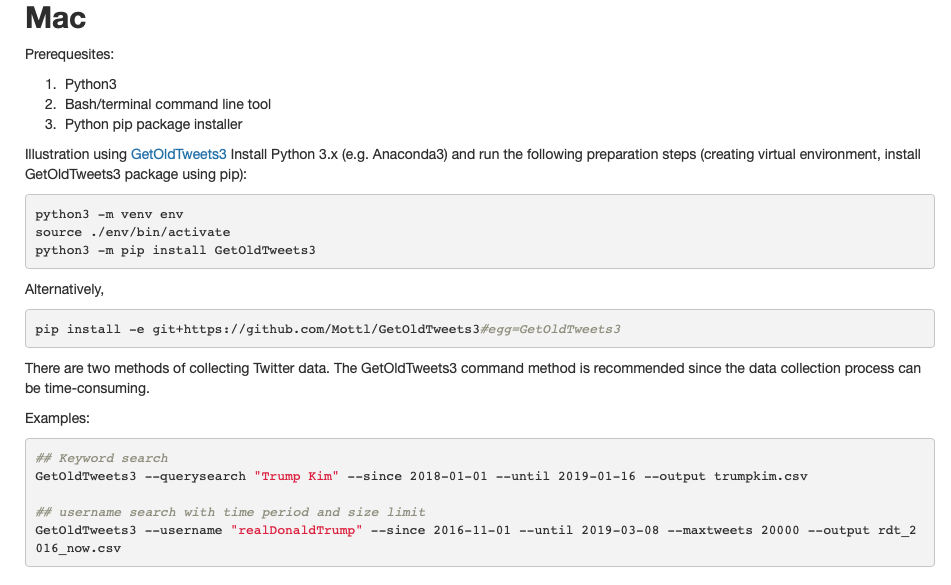 Mac
Prerequesites:
1. Python3
2. Bash/terminal command line tool
3. Python pip package installer
Illustration using GetOldTweets3 Install Python 3.x (e.g. Anaconda3) and run the following preparation steps (creating virtual environment, install
GetOldTweets3 package using pip):
python3 -m venv env
source ./env/bin/activate
python3 -m pip install GetOldTweets3
Alternatively,
pip install -e git+https://github.com/Mottl/GetOldTweets3#egg=GetOldTweets3
There are two methods of collecting Twitter data. The GetOldTweets3 command method is recommended since the data collection process can
be time-consuming.
Examples:
## Keyword search
GetOldTweets3 --querysearch "Trump Kim" --since 2018-01-01 --until 2019-01-16 --output trumpkim.csv
## username search with time period and size limit
GetOldTweets3 --username "realDonaldTrump" --since 2016-11-01 --until 2019-03-08 --maxtweets 20000 --output rdt_2
016_now.csv